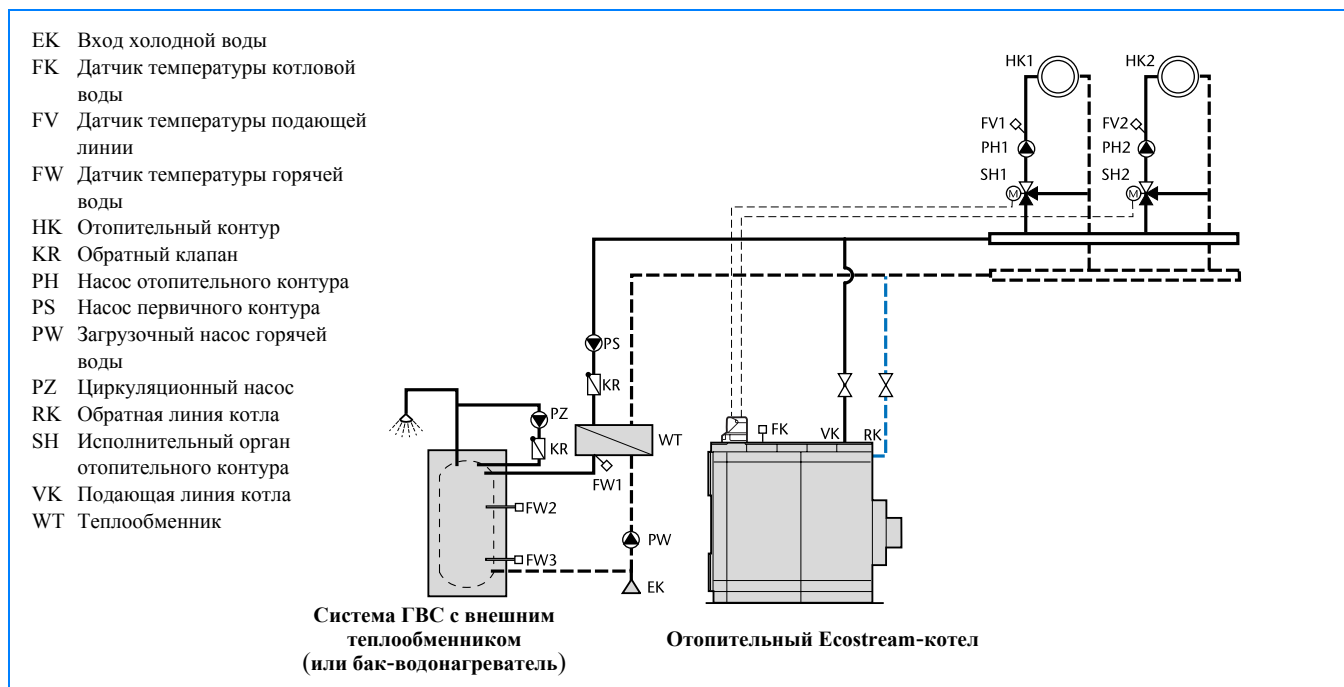 EK Вход холодной воды
FK Датчик температуры котловой
воды
FV Датчик температуры подающей
линии
FW Датчик температуры горячей
воды
HK Отопительный контур
KR Обратный клапан
PH Насос отопительного контура
PS Насос первичного контура
PW Загрузочный насос горячей
воды
PZ Циркуляционный насос
RK Обратная линия котла
SH Исполнительный орган
отопительного контура
VK Подающая линия котла
WT Теплообменник
HK1
HK2
FV1
FV2
PH1
PH2
SH1
SH2
M
M
PS
KR
PZ
KR
WT
FW1
FW2
FW3
PW
EK
FK
VK
RK
Система ГВС с внешним
теплообменником
(или бак-водонагреватель)
Отопительный Ecostream-котел